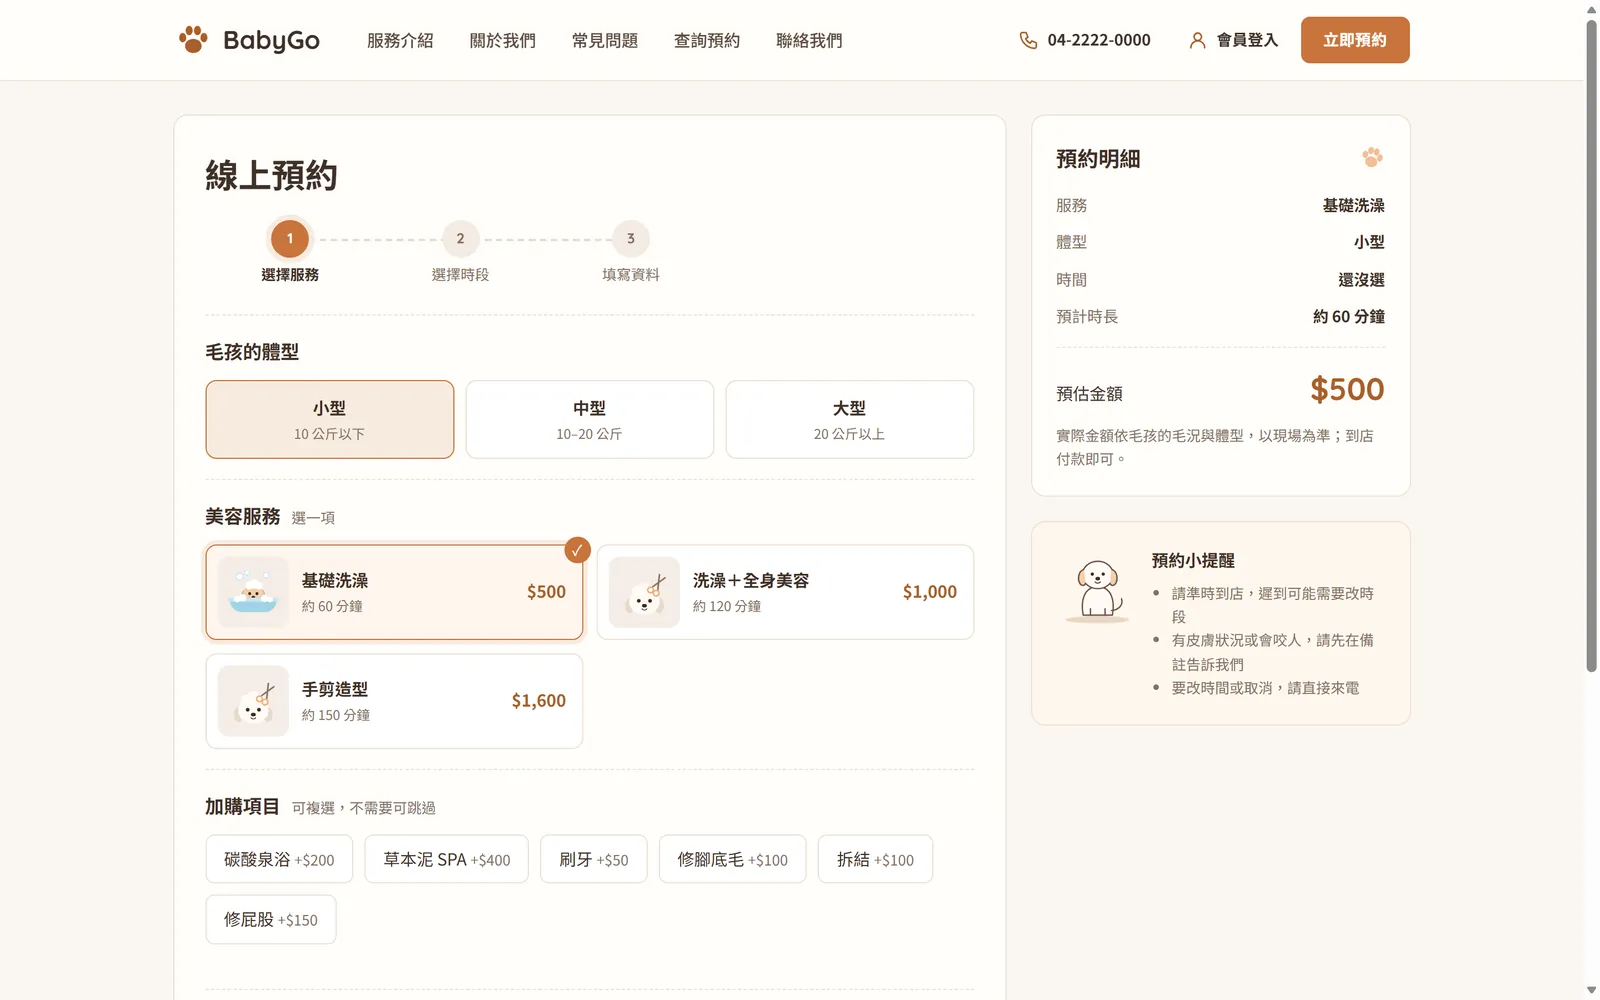 BabyGo
服務介紹
關於我們
常見問題
查詢預約
聯絡我們
04-2222-0000
會員登入
立即預約
線上預約
1
2
3
選擇服務
選擇時段
填寫資料
毛孩的體型
小型
10 公斤以下
中型
10–20 公斤
大型
20 公斤以上
美容服務 選一項
基礎洗澡
約 60 分鐘
$500
洗澡＋全身美容
約 120 分鐘
$1,000
手剪造型
約 150 分鐘
$1,600
加購項目 可複選，不需要可跳過
碳酸泉浴 +$200
草本泥 SPA +$400
刷牙 +$50
修腳底毛 +$100
拆結 +$100
修屁股 +$150
預約明細
服務 基礎洗澡
體型 小型
時間 還沒選
預計時長 約 60 分鐘
預估金額 $500
實際金額依毛孩的毛況與體型，以現場為準；到店
付款即可。
預約小提醒
請準時到店，遲到可能需要改時
段
有皮膚狀況或會咬人，請先在備
註告訴我們
要改時間或取消，請直接來電